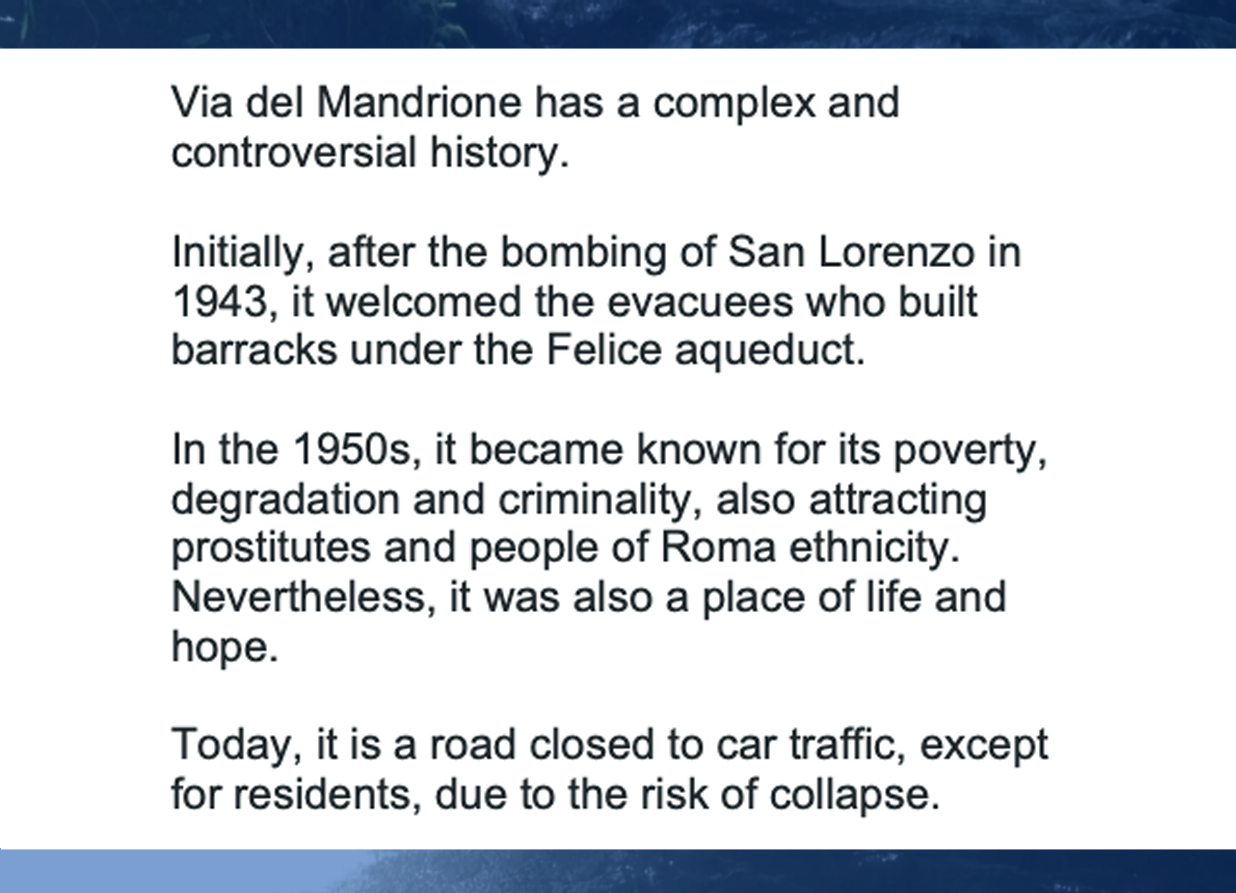 Via del Mandrione has a complex and
controversial history.
Initially, after the bombing of San Lorenzo in
1943, it welcomed the evacuees who built
barracks under the Felice aqueduct.
In the 1950s, it became known for its poverty,
degradation and criminality, also attracting
prostitutes and people of Roma ethnicity.
Nevertheless, it was also a place of life and
hope.
Today, it is a road closed to car traffic, except
for residents, due to the risk of collapse.